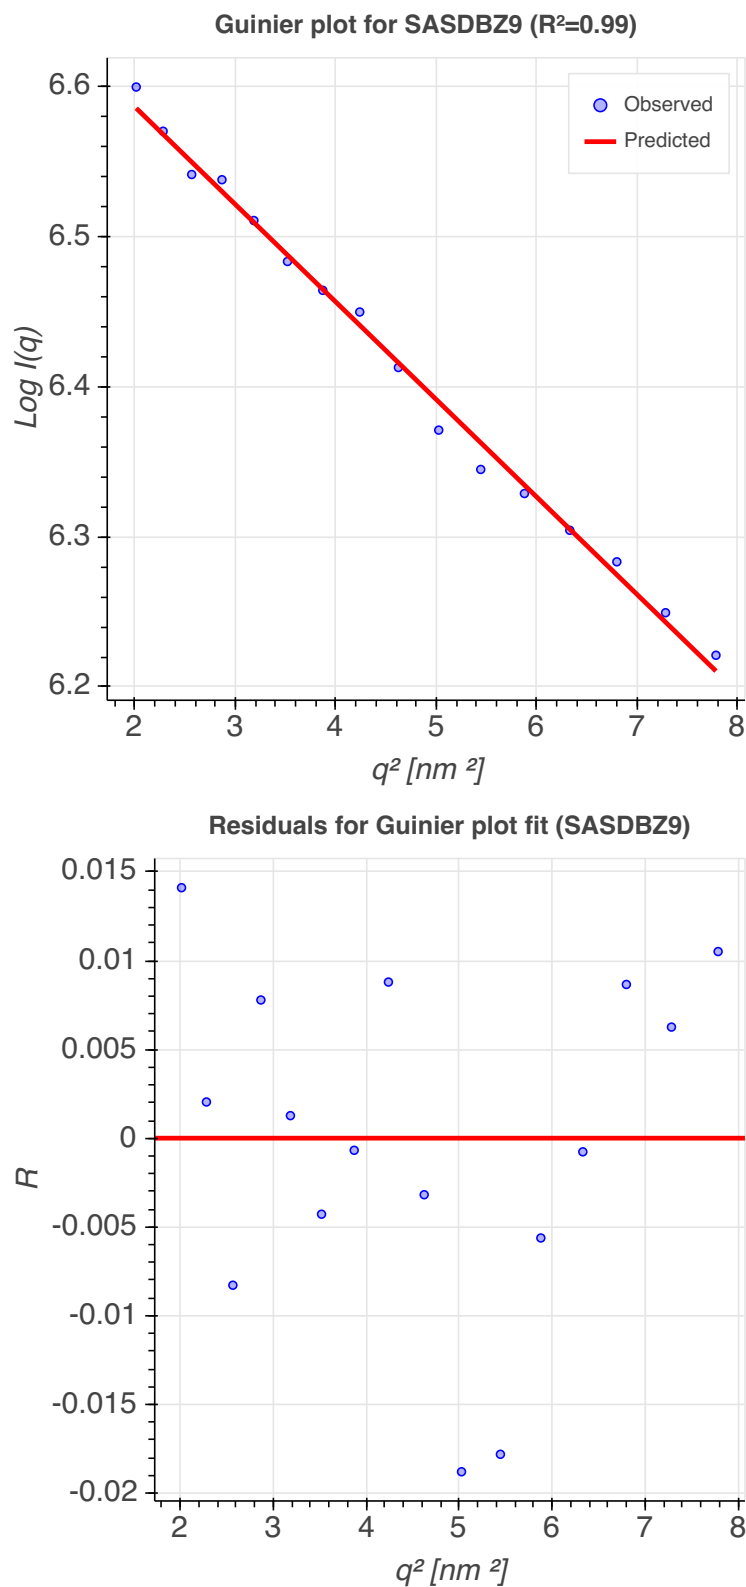 Guinier plot for SASDBZ9 (R²=0.99)
6.6
6.5
6.4
6.3
6.2
Log I(q)
Observed
Predicted
2 3 4 5 6 7 8
q² [nm ²]
Residuals for Guinier plot fit (SASDBZ9)
0.015
0.01
0.005
0
-0.005
-0.01
-0.015
-0.02
R
2 3 4 5 6 7 8
q² [nm ²]